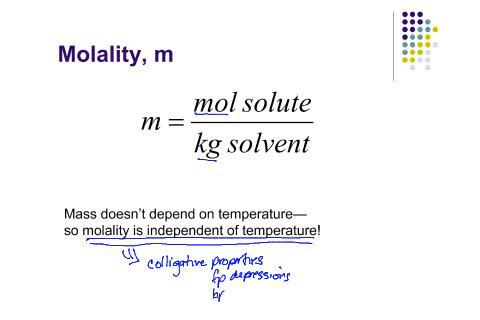 Molality, m
m = mol solute / kg solvent
Mass doesn't depend on temperature—
so molality is independent of temperature!
colligative properties
fp depressions
bp